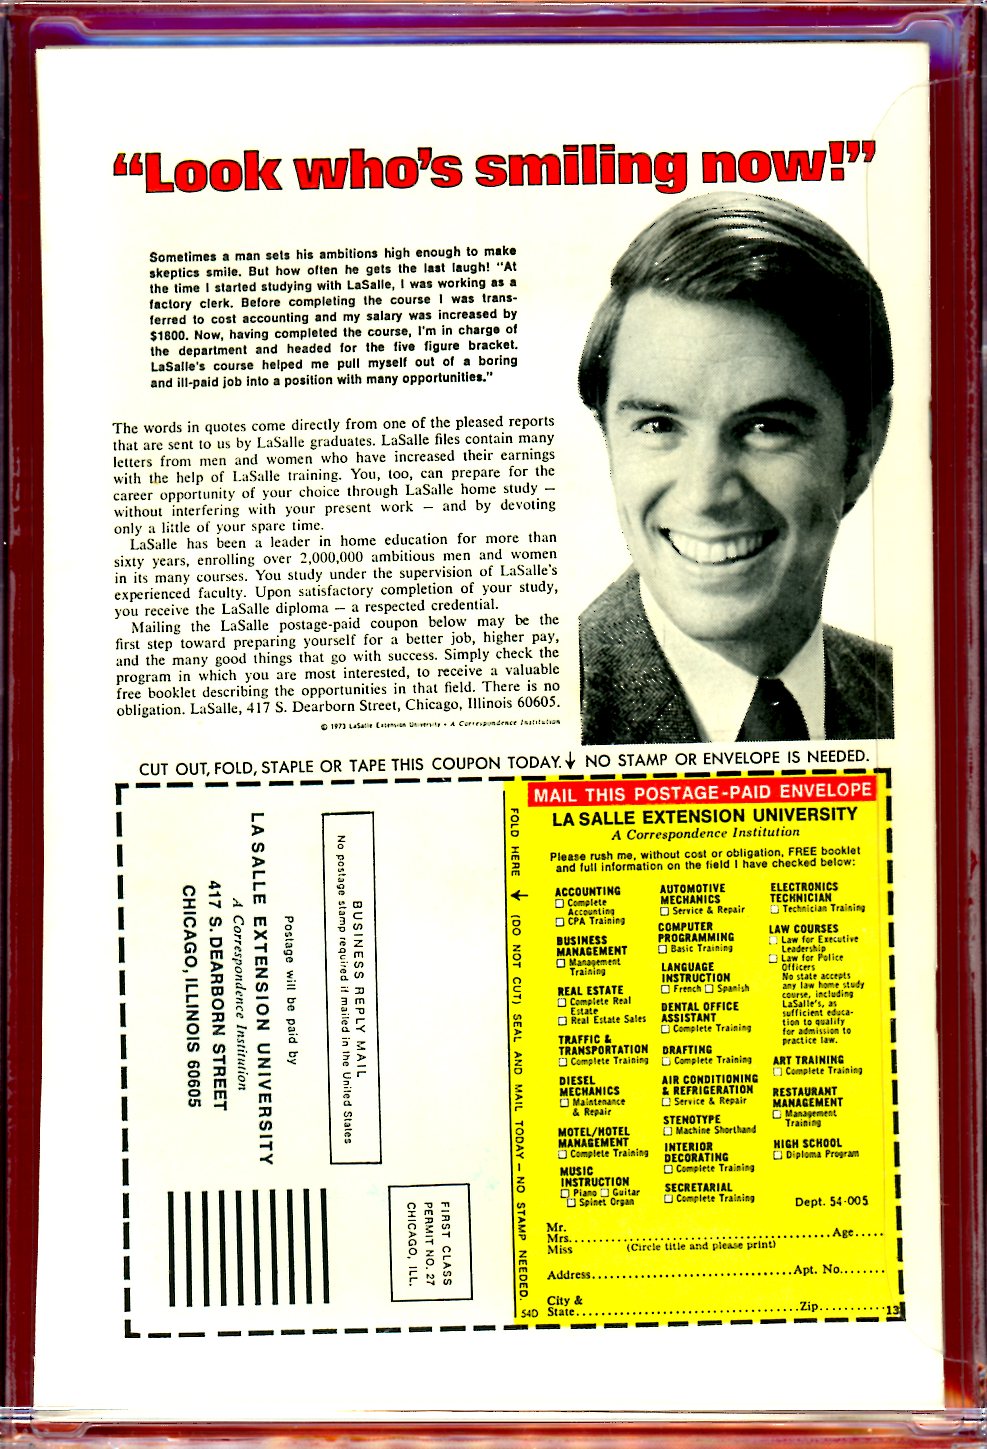 “Look who's smiling now!”
Sometimes a man sets his ambitions high enough to make
skeptics smile. But how often he gets the last laugh! “At
the time I started studying with LaSalle, I was working as a
factory clerk. Before completing the course I was trans-
ferred to cost accounting and my salary was increased by
$1800. Now, having completed the course, I'm in charge of
the department and headed for the five figure bracket.
LaSalle's course helped me pull myself out of a boring
and ill-paid job into a position with many opportunities.”
The words in quotes come directly from one of the pleased reports
that are sent to us by LaSalle graduates. LaSalle files contain many
letters from men and women who have increased their earnings
with the help of LaSalle training. You, too, can prepare for the
career opportunity of your choice through LaSalle home study —
without interfering with your present work — and by devoting
only a little of your spare time.
LaSalle has been a leader in home education for more than
sixty years, enrolling over 2,000,000 ambitious men and women
in its many courses. You study under the supervision of LaSalle's
experienced faculty. Upon satisfactory completion of your study,
you receive the LaSalle diploma — a respected credential.
Mailing the LaSalle postage-paid coupon below may be the
first step toward preparing yourself for a better job, higher pay,
and the many good things that go with success. Simply check the
program in which you are most interested, to receive a valuable
free booklet describing the opportunities in that field. There is no
obligation. LaSalle, 417 S. Dearborn Street, Chicago, Illinois 60605.
© 1973 LaSalle Extension University • A Correspondence Institution
CUT OUT, FOLD, STAPLE OR TAPE THIS COUPON TODAY. ↓ NO STAMP OR ENVELOPE IS NEEDED.
FIRST CLASS
PERMIT NO. 27
CHICAGO, ILL.
BUSINESS REPLY MAIL
No postage stamp required if mailed in the United States
Postage will be paid by
LA SALLE EXTENSION UNIVERSITY
A Correspondence Institution
417 S. DEARBORN STREET
CHICAGO, ILLINOIS 60605
FOLD HERE ← (DO NOT CUT) SEAL AND MAIL TODAY — NO STAMP NEEDED.
MAIL THIS POSTAGE-PAID ENVELOPE
LA SALLE EXTENSION UNIVERSITY
A Correspondence Institution
Please rush me, without cost or obligation, FREE booklet
and full information on the field I have checked below:
ACCOUNTING
☐ Complete
Accounting
☐ CPA Training
BUSINESS
MANAGEMENT
☐ Management
Training
REAL ESTATE
☐ Complete Real
Estate
☐ Real Estate Sales
TRAFFIC &
TRANSPORTATION
☐ Complete Training
DIESEL
MECHANICS
☐ Maintenance
& Repair
MOTEL/HOTEL
MANAGEMENT
☐ Complete Training
MUSIC
INSTRUCTION
☐ Piano ☐ Guitar
☐ Spinet Organ
AUTOMOTIVE
MECHANICS
☐ Service & Repair
COMPUTER
PROGRAMMING
☐ Basic Training
LANGUAGE
INSTRUCTION
☐ French ☐ Spanish
DENTAL OFFICE
ASSISTANT
☐ Complete Training
DRAFTING
☐ Complete Training
AIR CONDITIONING
& REFRIGERATION
☐ Service & Repair
STENOTYPE
☐ Machine Shorthand
INTERIOR
DECORATING
☐ Complete Training
SECRETARIAL
☐ Complete Training
ELECTRONICS
TECHNICIAN
☐ Technician Training
LAW COURSES
☐ Law for Executive
Leadership
☐ Law for Police
Officers
No state accepts
any law home study
course, including
LaSalle's, as
sufficient educa-
tion to qualify
for admission to
practice law.
ART TRAINING
☐ Complete Training
RESTAURANT
MANAGEMENT
☐ Management
Training
HIGH SCHOOL
☐ Diploma Program
Dept. 54-005
Mr.
Mrs. Age
Miss (Circle title and please print)
Address Apt. No.
City &
State Zip 13
54D